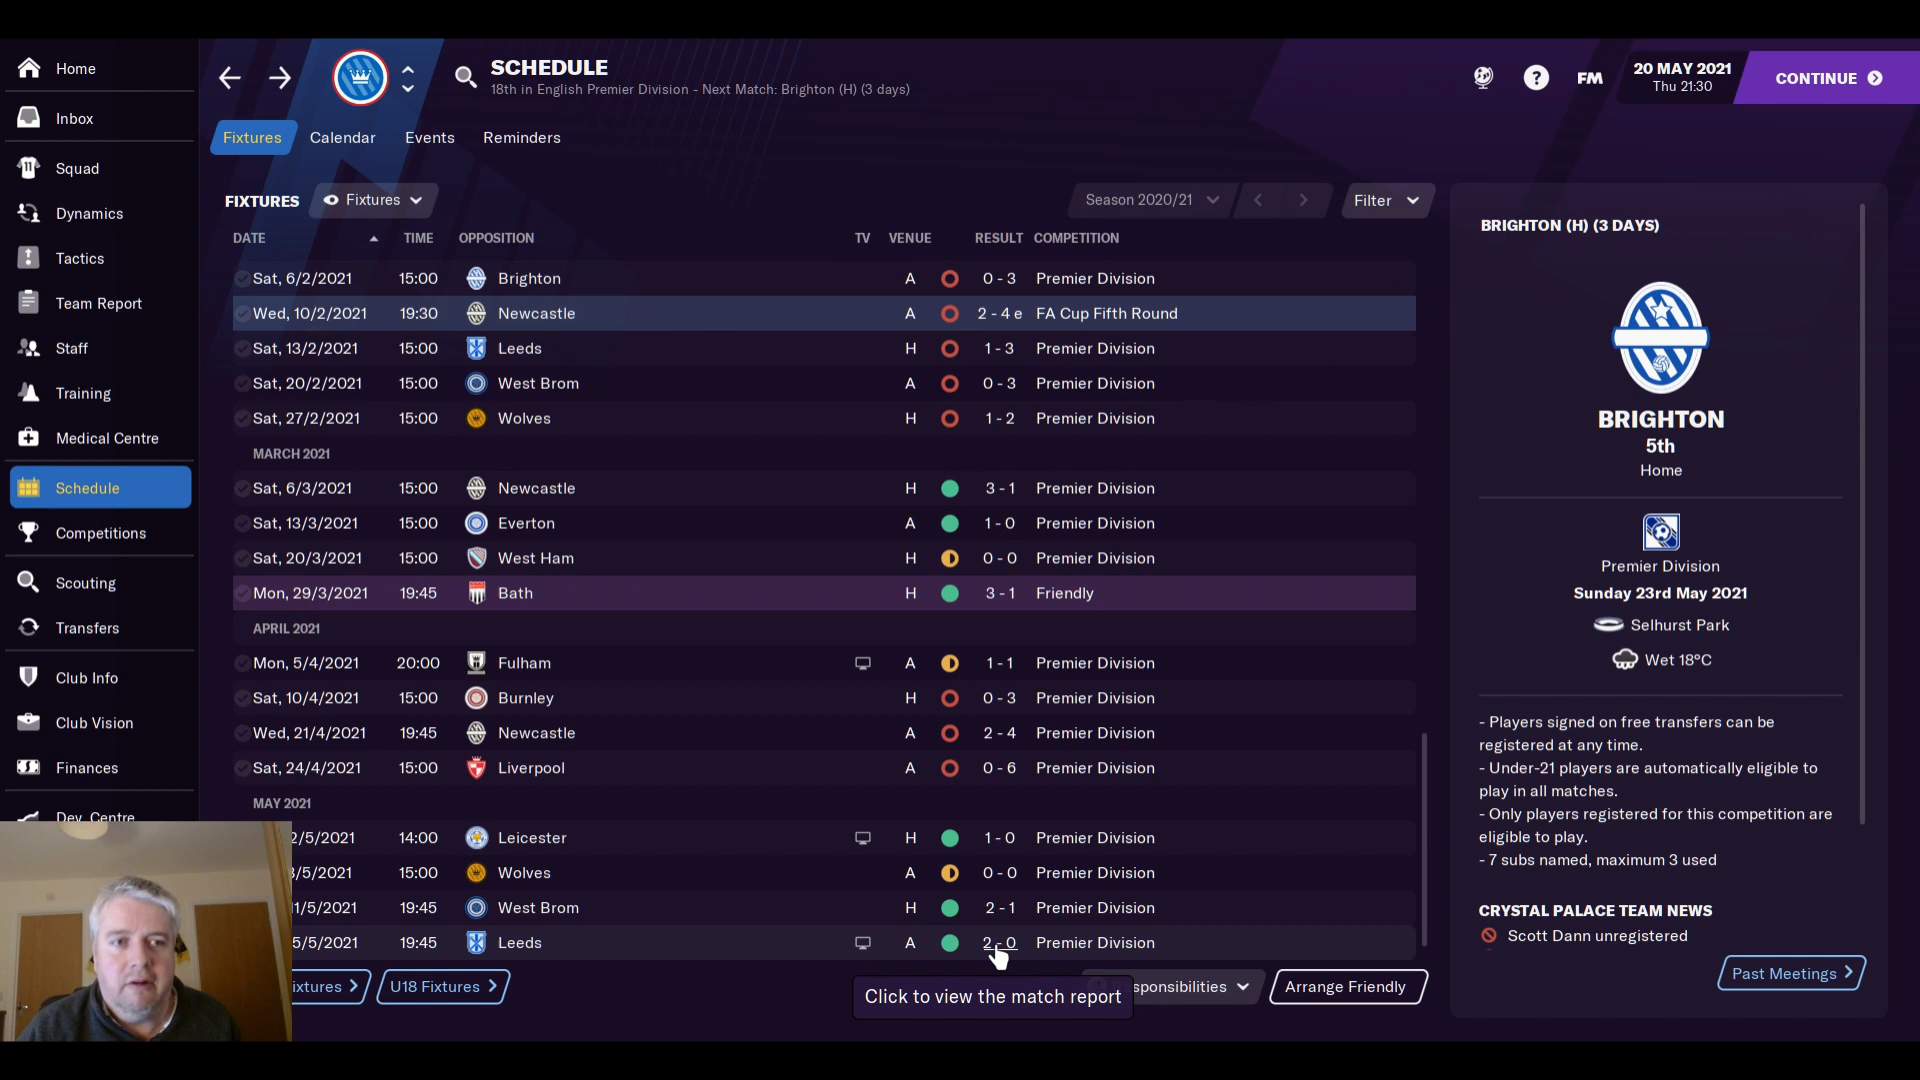 Home
Inbox
Squad
Dynamics
Tactics
Team Report
Staff
Training
Medical Centre
Schedule
Competitions
Scouting
Transfers
Club Info
Club Vision
Finances
Dev. Centre
SCHEDULE
18th in English Premier Division - Next Match: Brighton (H) (3 days)
FM
20 MAY 2021
Thu 21:30
CONTINUE
Fixtures Calendar Events Reminders
FIXTURES Fixtures Season 2020/21 Filter
DATE TIME OPPOSITION TV VENUE RESULT COMPETITION
Sat, 6/2/2021 15:00 Brighton A 0 - 3 Premier Division
Wed, 10/2/2021 19:30 Newcastle A 2 - 4 e FA Cup Fifth Round
Sat, 13/2/2021 15:00 Leeds H 1 - 3 Premier Division
Sat, 20/2/2021 15:00 West Brom A 0 - 3 Premier Division
Sat, 27/2/2021 15:00 Wolves H 1 - 2 Premier Division
MARCH 2021
Sat, 6/3/2021 15:00 Newcastle H 3 - 1 Premier Division
Sat, 13/3/2021 15:00 Everton A 1 - 0 Premier Division
Sat, 20/3/2021 15:00 West Ham H 0 - 0 Premier Division
Mon, 29/3/2021 19:45 Bath H 3 - 1 Friendly
APRIL 2021
Mon, 5/4/2021 20:00 Fulham A 1 - 1 Premier Division
Sat, 10/4/2021 15:00 Burnley H 0 - 3 Premier Division
Wed, 21/4/2021 19:45 Newcastle A 2 - 4 Premier Division
Sat, 24/4/2021 15:00 Liverpool A 0 - 6 Premier Division
MAY 2021
2/5/2021 14:00 Leicester H 1 - 0 Premier Division
/5/2021 15:00 Wolves A 0 - 0 Premier Division
1/5/2021 19:45 West Brom H 2 - 1 Premier Division
5/5/2021 19:45 Leeds A 2 - 0 Premier Division
ixtures U18 Fixtures sponsibilities Arrange Friendly
Click to view the match report
BRIGHTON (H) (3 DAYS)
BRIGHTON
5th
Home
Premier Division
Sunday 23rd May 2021
Selhurst Park
Wet 18°C
- Players signed on free transfers can be
registered at any time.
- Under-21 players are automatically eligible to
play in all matches.
- Only players registered for this competition are
eligible to play.
- 7 subs named, maximum 3 used
CRYSTAL PALACE TEAM NEWS
Scott Dann unregistered
Past Meetings